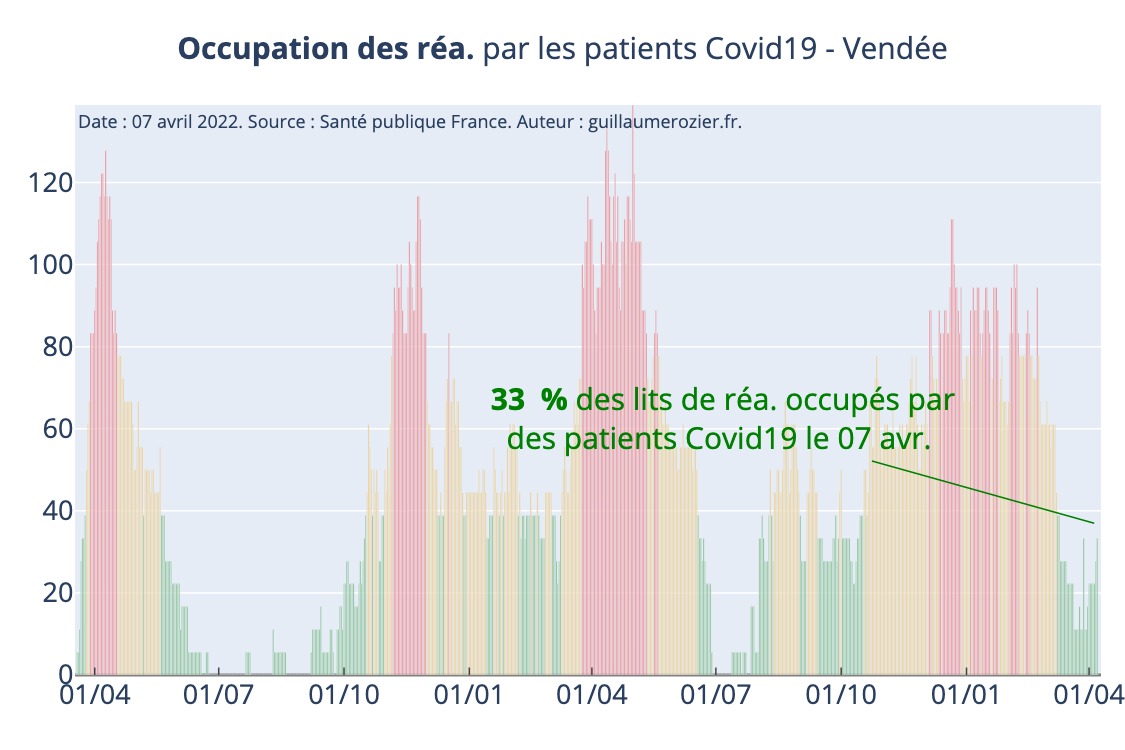 Occupation des réa. par les patients Covid19 - Vendée
Date : 07 avril 2022. Source : Santé publique France. Auteur : guillaumerozier.fr.
120
100
80
33 % des lits de réa. occupés par
60
des patients Covid19 le 07 avr.
40
20
0
01/04 01/07 01/10 01/01 01/04 01/07 01/10 01/01 01/04